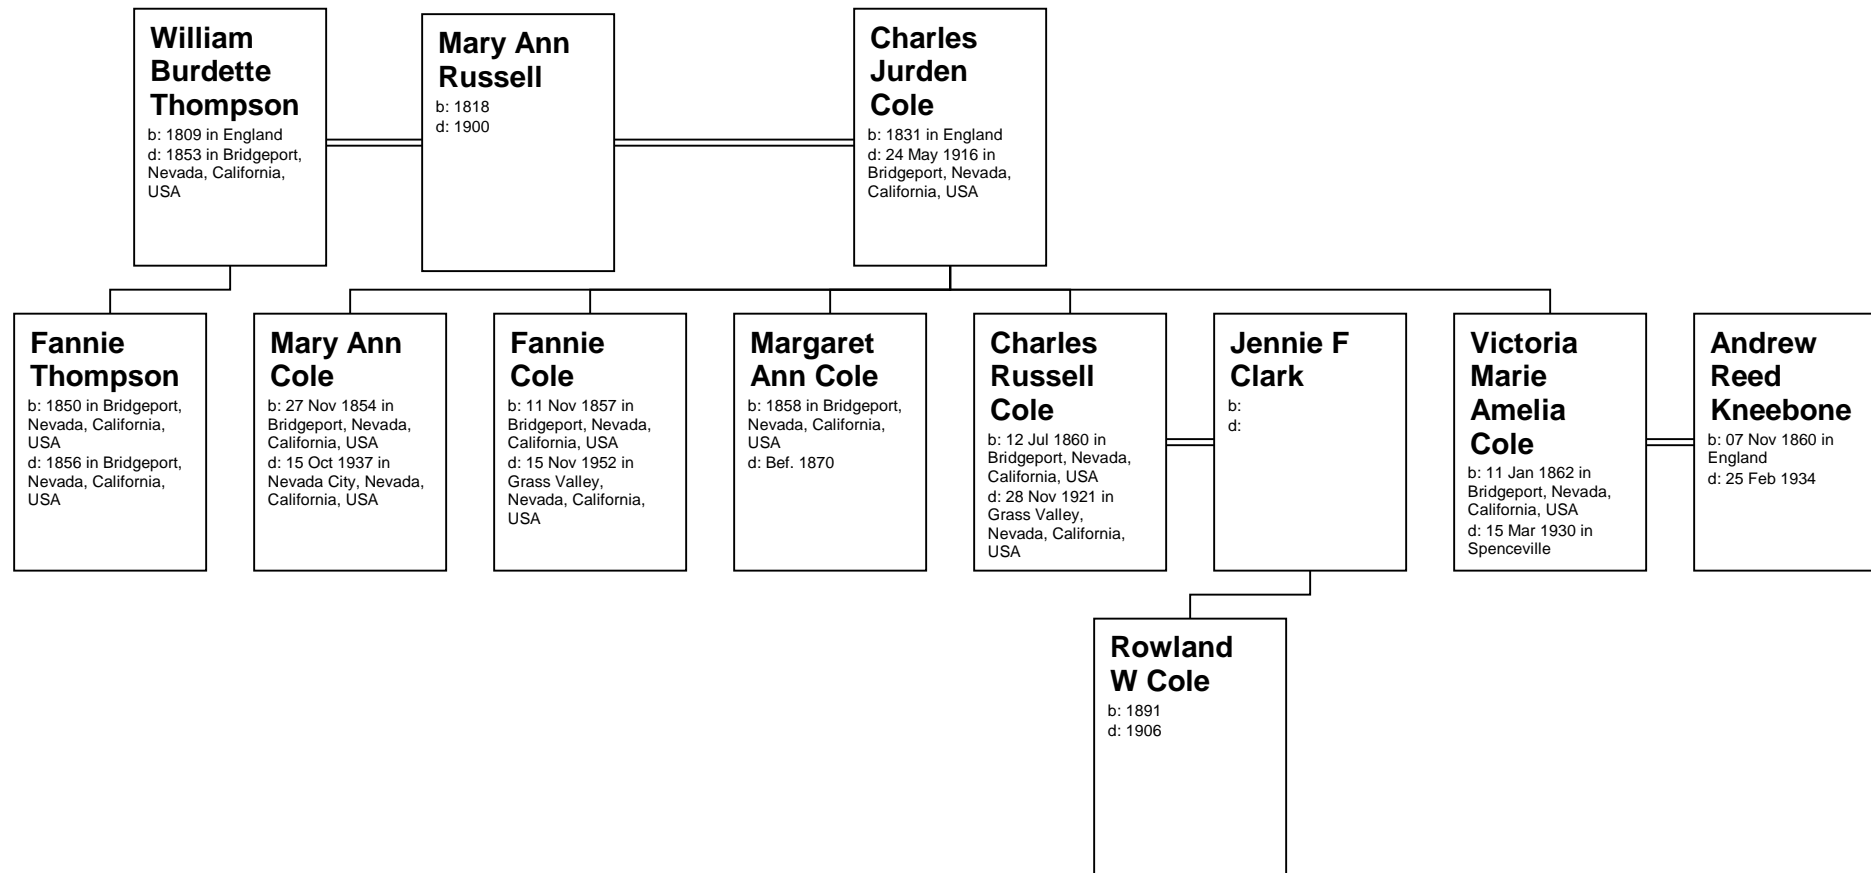 William
Burdette
Thompson
b: 1809 in England
d: 1853 in Bridgeport,
Nevada, California,
USA
Mary Ann
Russell
b: 1818
d: 1900
Charles
Jurden
Cole
b: 1831 in England
d: 24 May 1916 in
Bridgeport, Nevada,
California, USA
Fannie
Thompson
b: 1850 in Bridgeport,
Nevada, California,
USA
d: 1856 in Bridgeport,
Nevada, California,
USA
Mary Ann
Cole
b: 27 Nov 1854 in
Bridgeport, Nevada,
California, USA
d: 15 Oct 1937 in
Nevada City, Nevada,
California, USA
Fannie
Cole
b: 11 Nov 1857 in
Bridgeport, Nevada,
California, USA
d: 15 Nov 1952 in
Grass Valley,
Nevada, California,
USA
Margaret
Ann Cole
b: 1858 in Bridgeport,
Nevada, California,
USA
d: Bef. 1870
Charles
Russell
Cole
b: 12 Jul 1860 in
Bridgeport, Nevada,
California, USA
d: 28 Nov 1921 in
Grass Valley,
Nevada, California,
USA
Jennie F
Clark
b:
d:
Victoria
Marie
Amelia
Cole
b: 11 Jan 1862 in
Bridgeport, Nevada,
California, USA
d: 15 Mar 1930 in
Spenceville
Andrew
Reed
Kneebone
b: 07 Nov 1860 in
England
d: 25 Feb 1934
Rowland
W Cole
b: 1891
d: 1906